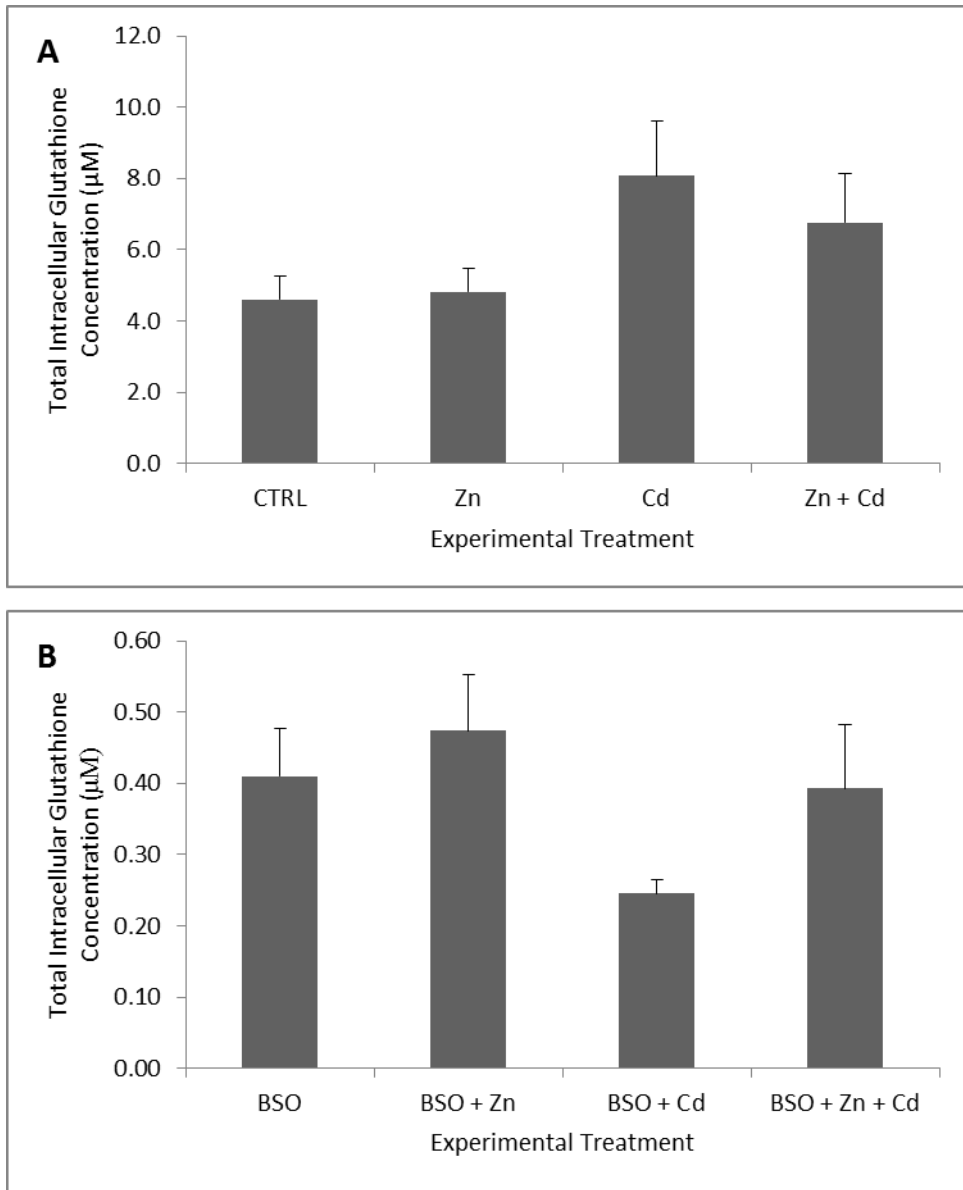 A
Total Intracellular Glutathione
Concentration (µM)
12.0
10.0
8.0
6.0
4.0
2.0
0.0
CTRL Zn Cd Zn + Cd
Experimental Treatment
B
Total Intracellular Glutathione
Concentration (µM)
0.60
0.50
0.40
0.30
0.20
0.10
0.00
BSO BSO + Zn BSO + Cd BSO + Zn + Cd
Experimental Treatment